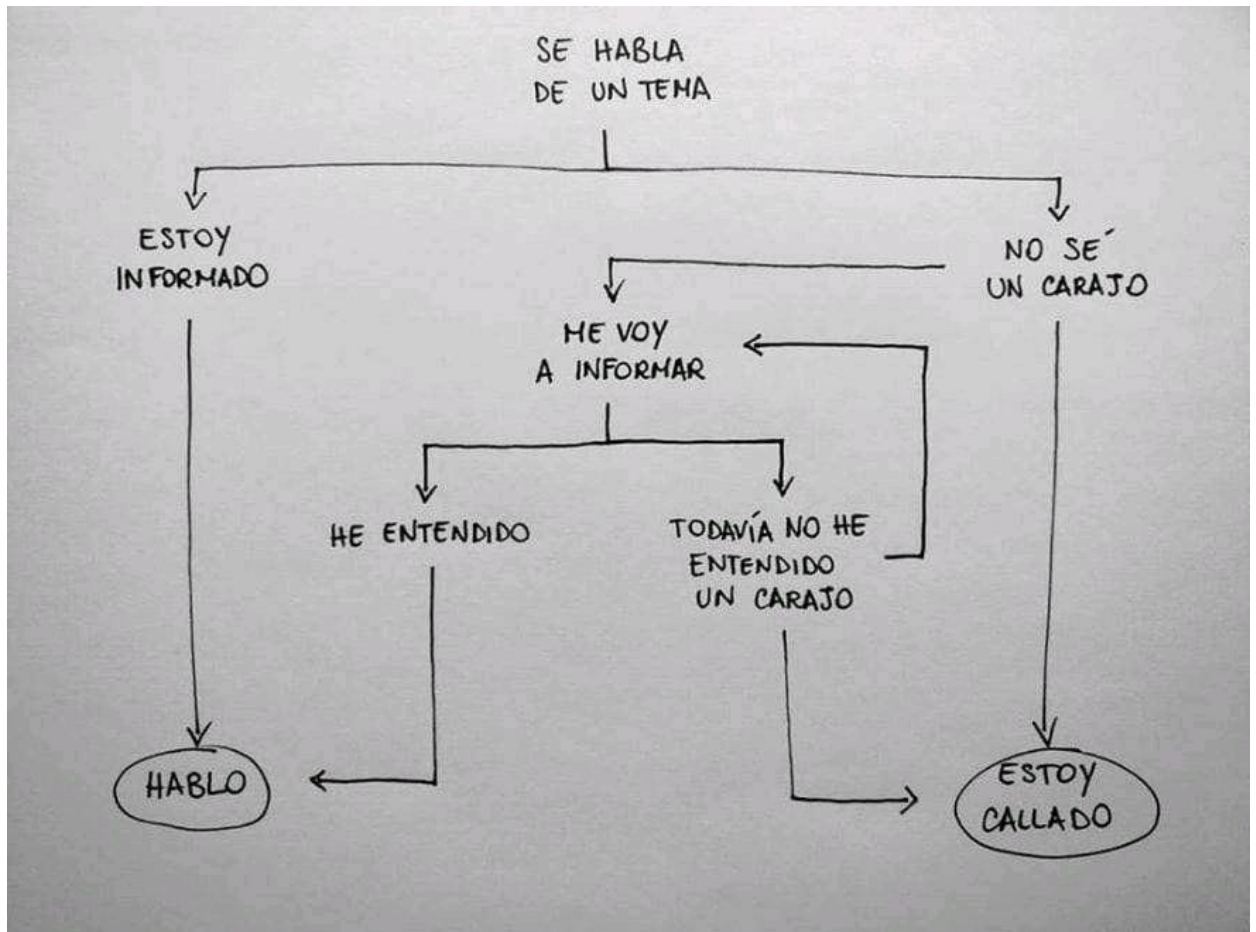 SE HABLA
DE UN TEMA
ESTOY
INFORMADO
NO SÉ
UN CARAJO
ME VOY
A INFORMAR
HE ENTENDIDO
TODAVÍA NO HE
ENTENDIDO
UN CARAJO
HABLO
ESTOY
CALLADO